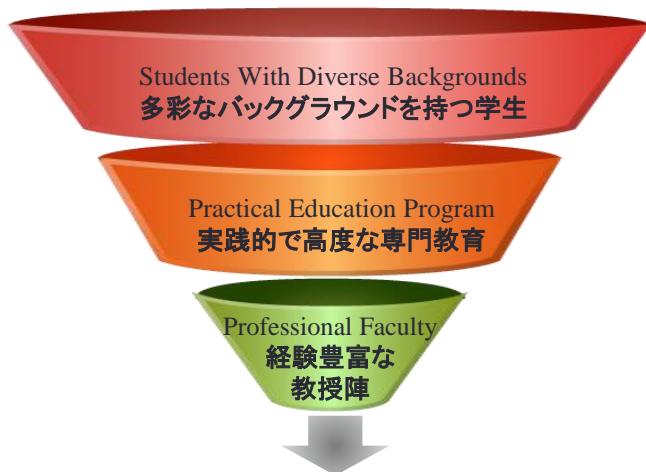 Students With Diverse Backgrounds
多彩なバックグラウンドを持つ学生
Practical Education Program
実践的で高度な専門教育
Professional Faculty
経験豊富な
教授陣